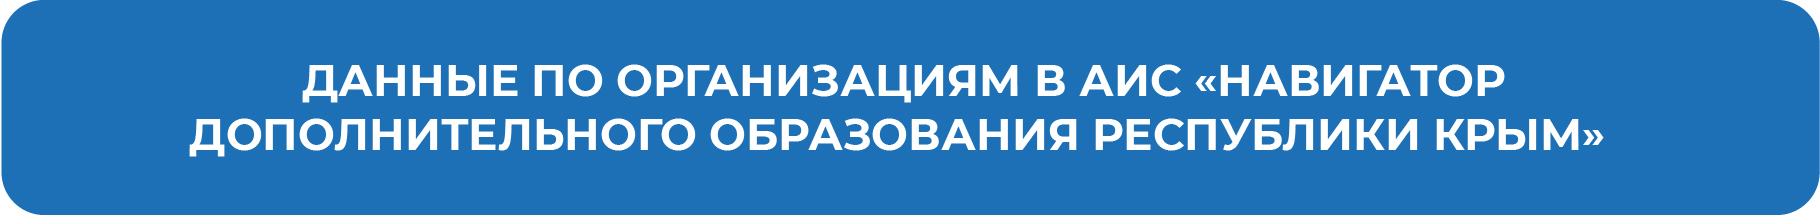 ДАННЫЕ ПО ОРГАНИЗАЦИЯМ В АИС «НАВИГАТОР
ДОПОЛНИТЕЛЬНОГО ОБРАЗОВАНИЯ РЕСПУБЛИКИ КРЫМ»